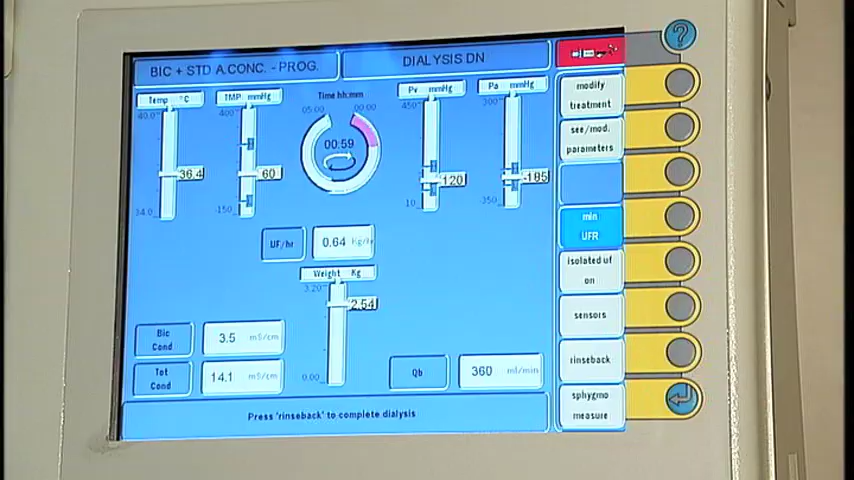 BIC + STD A.CONC. - PROG.
DIALYSIS DN
?
Temp °C
40.0
36.4
34.0
TMP mmHg
400
60
-150
Time hh:mm
05:00 00:00
00:59
Pv mmHg
450
120
10
Pa mmHg
300
-185
-350
UF/hr
0.64 Kg/h
Weight Kg
3.20
2.54
0.00
Bic
Cond
3.5 mS/cm
Tot
Cond
14.1 mS/cm
Qb
360 ml/min
Press 'rinseback' to complete dialysis
modify
treatment
see/mod.
parameters
min
UFR
isolated uf
on
sensors
rinseback
sphygmo
measure